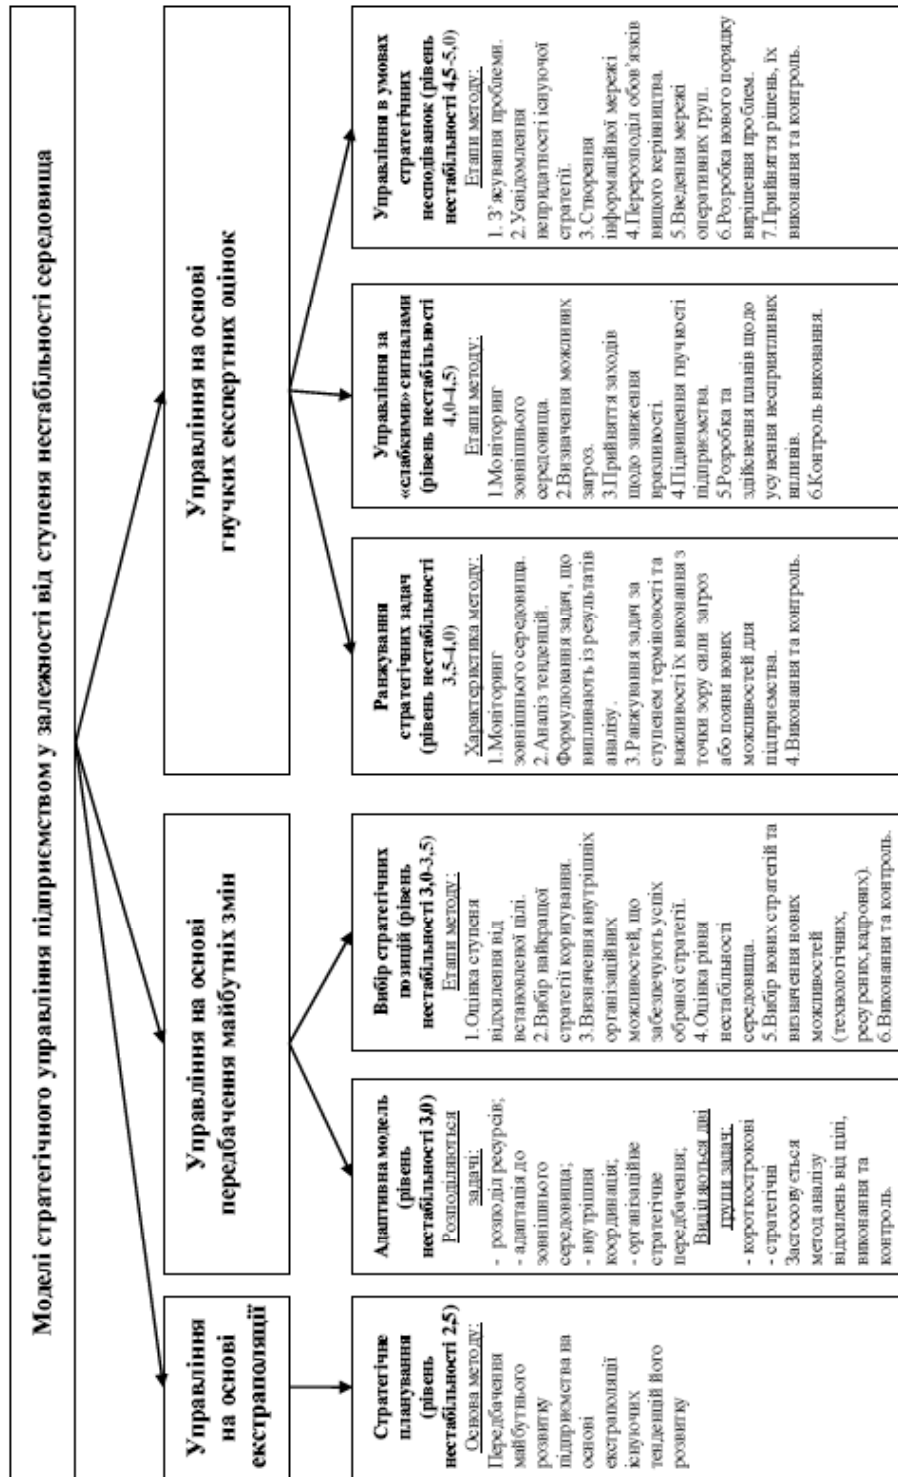 Моделі стратегічного управління підприємством у залежності від ступеня нестабільності середовища
Управління
на основі
екстраполяції
Управління на основі
передбачення майбутніх змін
Управління на основі
гнучких експертних оцінок
Стратегічне
планування
(рівень
нестабільності 2,5)
Основа методу:
Передбачення
майбутнього
розвитку
підприємства на
основі
екстраполяції
існуючих
тенденцій його
розвитку
Адаптивна модель
(рівень
нестабільності 3,0)
Розподіляються
задачі:
- розподіл ресурсів;
- адаптація до
зовнішнього
середовища;
- внутрішня
координація;
- організаційне
стратегічне
передбачення;
Виділяються дві
групи задач:
- короткострокові
- стратегічні
Застосовується
метод аналізу
відхилень від цілі,
виконання та
контроль.
Вибір стратегічних
позицій (рівень
нестабільності 3,0-3,5)
Етапи методу:
1.Оцінка ступеня
відхилення від
встановленої цілі.
2.Вибір найкращої
стратегії коригування.
3.Визначення внутрішніх
організаційних
можливостей, що
забезпечують успіх
обраної стратегії.
4.Оцінка рівня
нестабільності
середовища.
5.Вибір нових стратегій та
визначення нових
можливостей
(технологічних,
ресурсних,кадрових).
6.Виконання та контроль.
Ранжування
стратегічних задач
(рівень нестабільності
3,5-4,0)
Характеристика методу:
1.Моніторинг
зовнішнього середовища.
2.Аналіз тенденцій.
Формулювання задач, що
випливають із результатів
аналізу.
3.Ранжування задач за
ступенем терміновості та
важливості їх виконання з
точки зору сили загроз
або появи нових
можливостей для
підприємства.
4.Виконання та контроль.
Управління за
«слабкими» сигналами
(рівень нестабільності
4,0-4,5)
Етапи методу:
1.Моніторинг
зовнішнього
середовища.
2.Визначення можливих
загроз.
3.Прийняття заходів
щодо зниження
вразливості.
4.Підвищення гнучкості
підприємства.
5.Розробка та
здійснення планів щодо
усунення несприятливих
впливів.
6.Контроль виконання.
Управління в умовах
стратегічних
несподіванок (рівень
нестабільності 4,5-5,0)
Етапи методу:
1. З’ясування проблеми.
2.Усвідомлення
непридатності існуючої
стратегії.
3.Створення
інформаційної мережі
4.Перерозподіл обов’язків
вищого керівництва.
5.Введення мережі
оперативних груп.
6.Розробка нового порядку
вирішення проблем.
7.Прийняття рішень, їх
виконання та контроль.